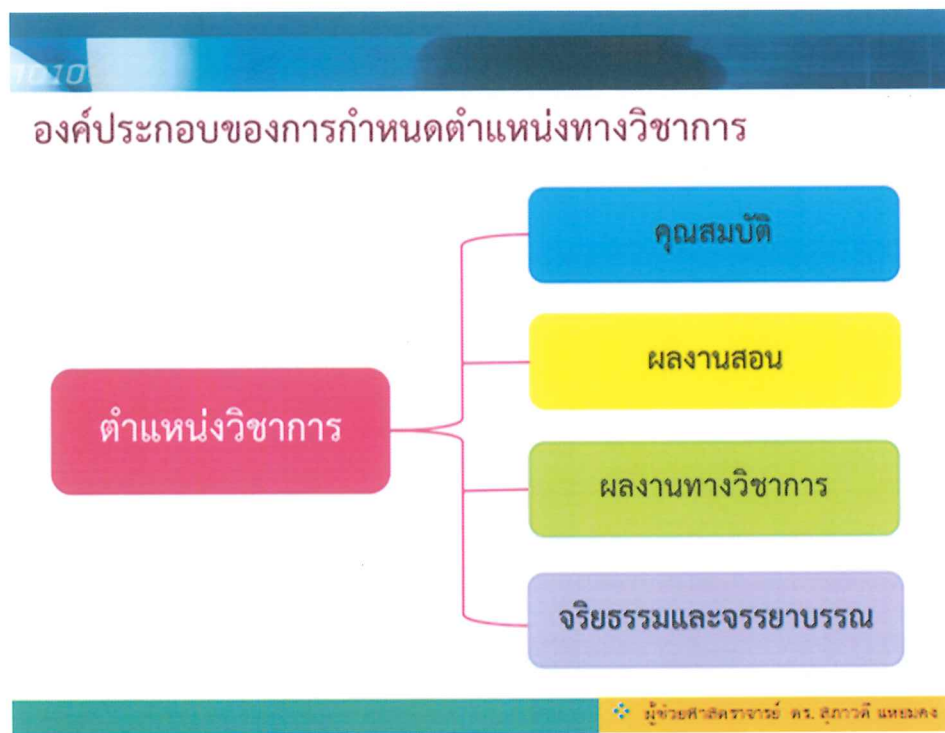 1010
องค์ประกอบของการกำหนดตำแหน่งทางวิชาการ
คุณสมบัติ
ผลงานสอน
ตำแหน่งวิชาการ
ผลงานทางวิชาการ
จริยธรรมและจรรยาบรรณ
ผู้ช่วยศาสตราจารย์ ดร. สุภาวดี แหยมคง